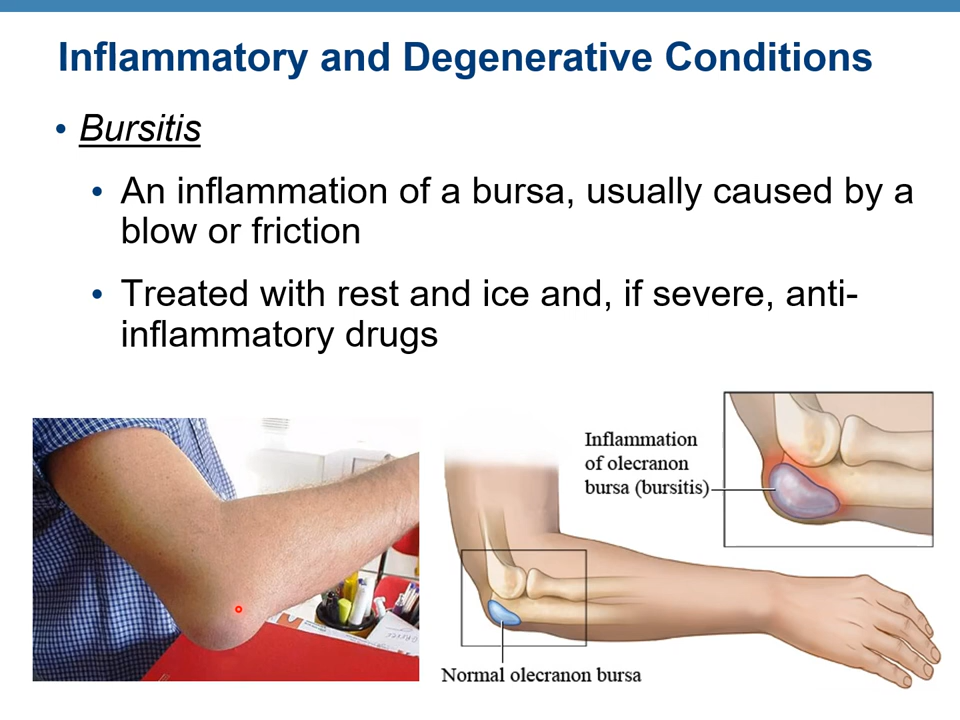 Inflammatory and Degenerative Conditions
• Bursitis
• An inflammation of a bursa, usually caused by a
blow or friction
• Treated with rest and ice and, if severe, anti-
inflammatory drugs
Inflammation
of olecranon
bursa (bursitis)
Normal olecranon bursa